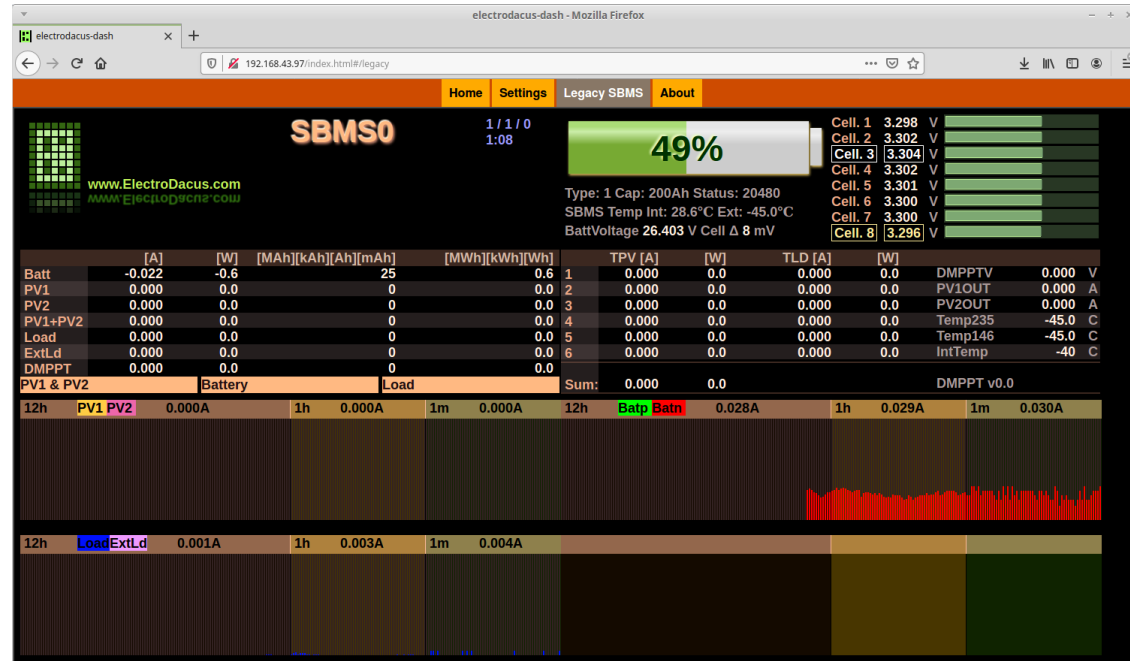 electrodacus-dash - Mozilla Firefox
electrodacus-dash
192.168.43.97/index.html#/legacy
Home Settings Legacy SBMS About
SBMS0
1 / 1 / 0
1:08
www.ElectroDacus.com
49%
Type: 1 Cap: 200Ah Status: 20480
SBMS Temp Int: 28.6°C Ext: -45.0°C
BattVoltage 26.403 V Cell Δ 8 mV
Cell. 1 3.298 V
Cell. 2 3.302 V
Cell. 3 3.304 V
Cell. 4 3.302 V
Cell. 5 3.301 V
Cell. 6 3.300 V
Cell. 7 3.300 V
Cell. 8 3.296 V
[A] [W] [MAh][kAh][Ah][mAh] [MWh][kWh][Wh]
Batt -0.022 -0.6 25 0.6
PV1 0.000 0.0 0 0.0
PV2 0.000 0.0 0 0.0
PV1+PV2 0.000 0.0 0 0.0
Load 0.000 0.0 0 0.0
ExtLd 0.000 0.0 0 0.0
DMPPT 0.000 0.0 0 0.0
PV1 & PV2 Battery Load
TPV [A] [W] TLD [A] [W]
1 0.000 0.0 0.000 0.0 DMPPTV 0.000 V
2 0.000 0.0 0.000 0.0 PV1OUT 0.000 A
3 0.000 0.0 0.000 0.0 PV2OUT 0.000 A
4 0.000 0.0 0.000 0.0 Temp235 -45.0 C
5 0.000 0.0 0.000 0.0 Temp146 -45.0 C
6 0.000 0.0 0.000 0.0 IntTemp -40 C
Sum: 0.000 0.0 DMPPT v0.0
12h PV1 PV2 0.000A 1h 0.000A 1m 0.000A
12h Batp Batn 0.028A 1h 0.029A 1m 0.030A
12h Load ExtLd 0.001A 1h 0.003A 1m 0.004A